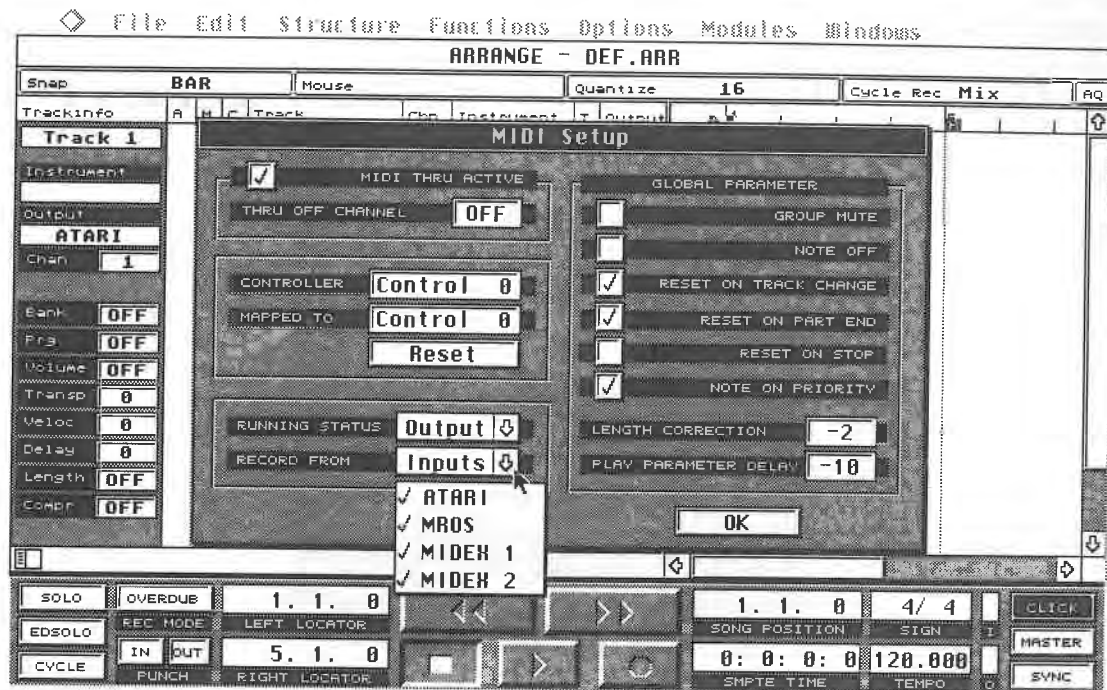 File Edit Structure Functions Options Modules Windows
ARRANGE - DEF.ARR
Snap BAR Mouse Quantize 16 Cycle Rec Mix AQ
Trackinfo A M C Track Chn Instrument T Output
Track 1
Instrument
Output
ATARI
Chan 1
Bank OFF
Prg OFF
Volume OFF
Transp 0
Veloc 0
Delay 0
Length OFF
Compr OFF
MIDI Setup
MIDI THRU ACTIVE
THRU OFF CHANNEL OFF
CONTROLLER Control 0
MAPPED TO Control 0
Reset
RUNNING STATUS Output
RECORD FROM Inputs
ATARI
MROS
MIDEX 1
MIDEX 2
GLOBAL PARAMETER
GROUP MUTE
NOTE OFF
RESET ON TRACK CHANGE
RESET ON PART END
RESET ON STOP
NOTE ON PRIORITY
LENGTH CORRECTION -2
PLAY PARAMETER DELAY -10
OK
SOLO OVERDUB 1. 1. 0 << >> 1. 1. 0 4/ 4 CLICK
REC MODE LEFT LOCATOR SONG POSITION SIGN I
EDSOLO MASTER
IN OUT 5. 1. 0 0: 0: 0: 0 120.000
CYCLE PUNCH RIGHT LOCATOR SMPTE TIME TEMPO O SYNC